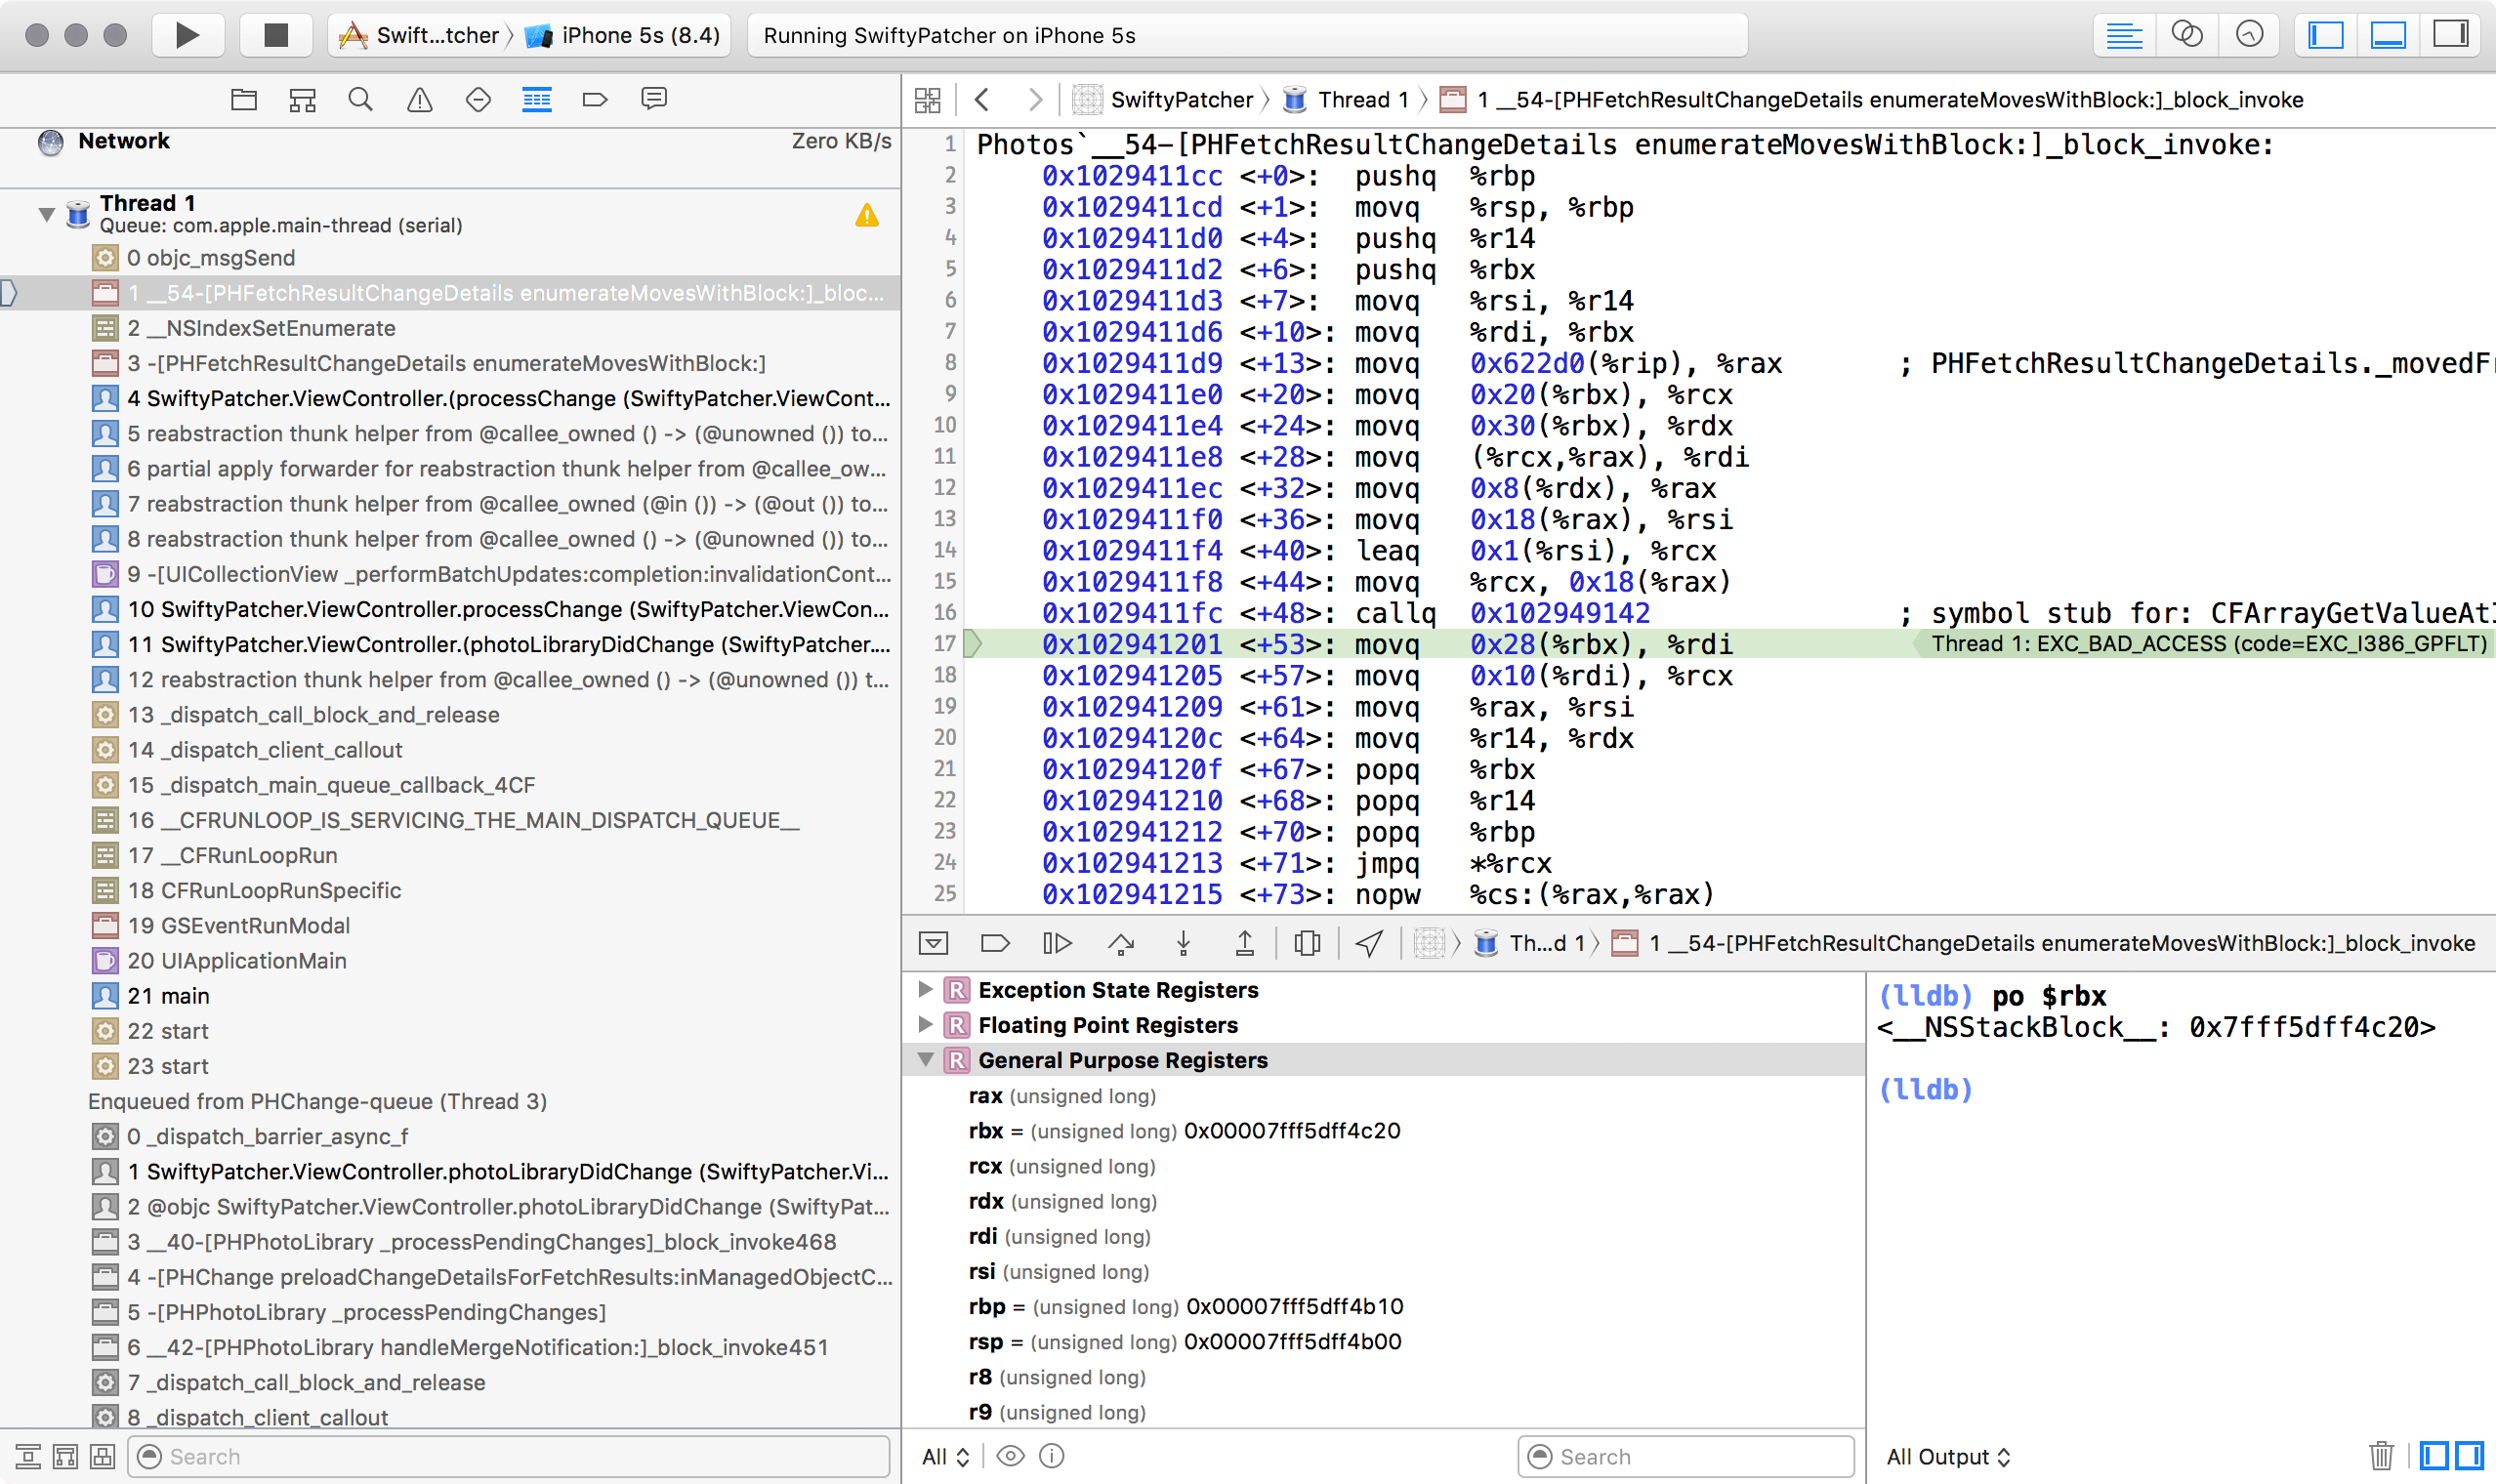 Swift...tcher
iPhone 5s (8.4)
Running SwiftyPatcher on iPhone 5s
Network
Zero KB/s
Thread 1
Queue: com.apple.main-thread (serial)
0 objc_msgSend
1 __54-[PHFetchResultChangeDetails enumerateMovesWithBlock:]_bloc...
2 __NSIndexSetEnumerate
3 -[PHFetchResultChangeDetails enumerateMovesWithBlock:]
4 SwiftyPatcher.ViewController.(processChange (SwiftyPatcher.ViewCont...
5 reabstraction thunk helper from @callee_owned () -> (@unowned ()) to...
6 partial apply forwarder for reabstraction thunk helper from @callee_ow...
7 reabstraction thunk helper from @callee_owned (@in ()) -> (@out ()) to...
8 reabstraction thunk helper from @callee_owned () -> (@unowned ()) to...
9 -[UICollectionView _performBatchUpdates:completion:invalidationCont...
10 SwiftyPatcher.ViewController.processChange (SwiftyPatcher.ViewCon...
11 SwiftyPatcher.ViewController.(photoLibraryDidChange (SwiftyPatcher....
12 reabstraction thunk helper from @callee_owned () -> (@unowned ()) t...
13 _dispatch_call_block_and_release
14 _dispatch_client_callout
15 _dispatch_main_queue_callback_4CF
16 __CFRUNLOOP_IS_SERVICING_THE_MAIN_DISPATCH_QUEUE__
17 __CFRunLoopRun
18 CFRunLoopRunSpecific
19 GSEventRunModal
20 UIApplicationMain
21 main
22 start
23 start
Enqueued from PHChange-queue (Thread 3)
0 _dispatch_barrier_async_f
1 SwiftyPatcher.ViewController.photoLibraryDidChange (SwiftyPatcher.Vi...
2 @objc SwiftyPatcher.ViewController.photoLibraryDidChange (SwiftyPat...
3 __40-[PHPhotoLibrary _processPendingChanges]_block_invoke468
4 -[PHChange preloadChangeDetailsForFetchResults:inManagedObjectC...
5 -[PHPhotoLibrary _processPendingChanges]
6 __42-[PHPhotoLibrary handleMergeNotification:]_block_invoke451
7 _dispatch_call_block_and_release
8 _dispatch_client_callout
Search
SwiftyPatcher
Thread 1
1 __54-[PHFetchResultChangeDetails enumerateMovesWithBlock:]_block_invoke
1 Photos`__54-[PHFetchResultChangeDetails enumerateMovesWithBlock:]_block_invoke:
2 0x1029411cc <+0>: pushq %rbp
3 0x1029411cd <+1>: movq %rsp, %rbp
4 0x1029411d0 <+4>: pushq %r14
5 0x1029411d2 <+6>: pushq %rbx
6 0x1029411d3 <+7>: movq %rsi, %r14
7 0x1029411d6 <+10>: movq %rdi, %rbx
8 0x1029411d9 <+13>: movq 0x622d0(%rip), %rax ; PHFetchResultChangeDetails._movedFr
9 0x1029411e0 <+20>: movq 0x20(%rbx), %rcx
10 0x1029411e4 <+24>: movq 0x30(%rbx), %rdx
11 0x1029411e8 <+28>: movq (%rcx,%rax), %rdi
12 0x1029411ec <+32>: movq 0x8(%rdx), %rax
13 0x1029411f0 <+36>: movq 0x18(%rax), %rsi
14 0x1029411f4 <+40>: leaq 0x1(%rsi), %rcx
15 0x1029411f8 <+44>: movq %rcx, 0x18(%rax)
16 0x1029411fc <+48>: callq 0x102949142 ; symbol stub for: CFArrayGetValueAtI
17 0x102941201 <+53>: movq 0x28(%rbx), %rdi Thread 1: EXC_BAD_ACCESS (code=EXC_I386_GPFLT)
18 0x102941205 <+57>: movq 0x10(%rdi), %rcx
19 0x102941209 <+61>: movq %rax, %rsi
20 0x10294120c <+64>: movq %r14, %rdx
21 0x10294120f <+67>: popq %rbx
22 0x102941210 <+68>: popq %r14
23 0x102941212 <+70>: popq %rbp
24 0x102941213 <+71>: jmpq *%rcx
25 0x102941215 <+73>: nopw %cs:(%rax,%rax)
Th...d 1
1 __54-[PHFetchResultChangeDetails enumerateMovesWithBlock:]_block_invoke
R Exception State Registers
R Floating Point Registers
R General Purpose Registers
rax (unsigned long)
rbx = (unsigned long) 0x00007fff5dff4c20
rcx (unsigned long)
rdx (unsigned long)
rdi (unsigned long)
rsi (unsigned long)
rbp = (unsigned long) 0x00007fff5dff4b10
rsp = (unsigned long) 0x00007fff5dff4b00
r8 (unsigned long)
r9 (unsigned long)
All
Search
(lldb) po $rbx
<__NSStackBlock__: 0x7fff5dff4c20>
(lldb)
All Output